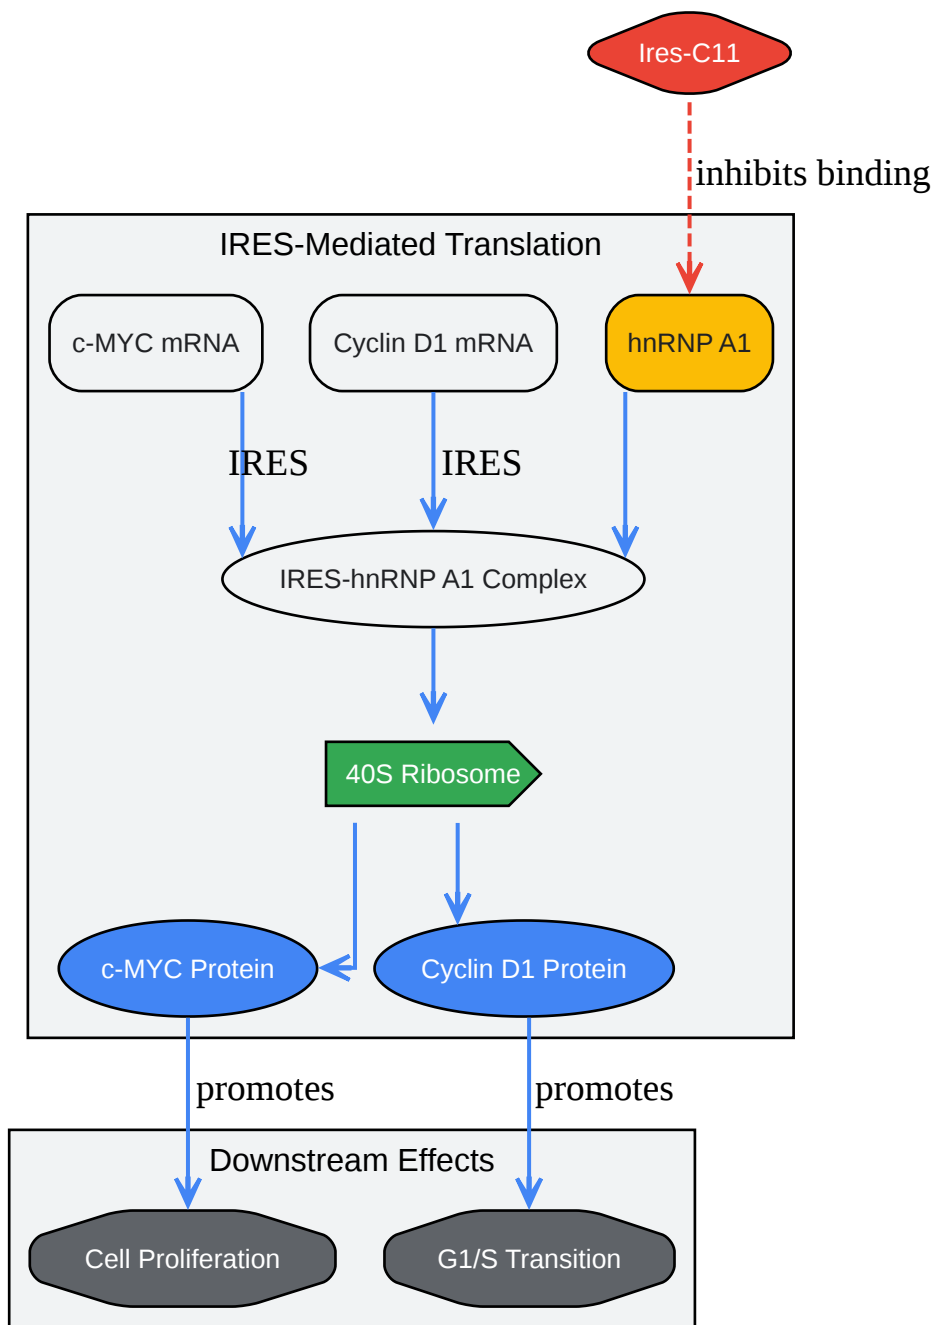 Ires-C11
inhibits binding
IRES-Mediated Translation
c-MYC mRNA
Cyclin D1 mRNA
hnRNP A1
IRES
IRES
IRES-hnRNP A1 Complex
40S Ribosome
c-MYC Protein
Cyclin D1 Protein
promotes
promotes
Downstream Effects
Cell Proliferation
G1/S Transition